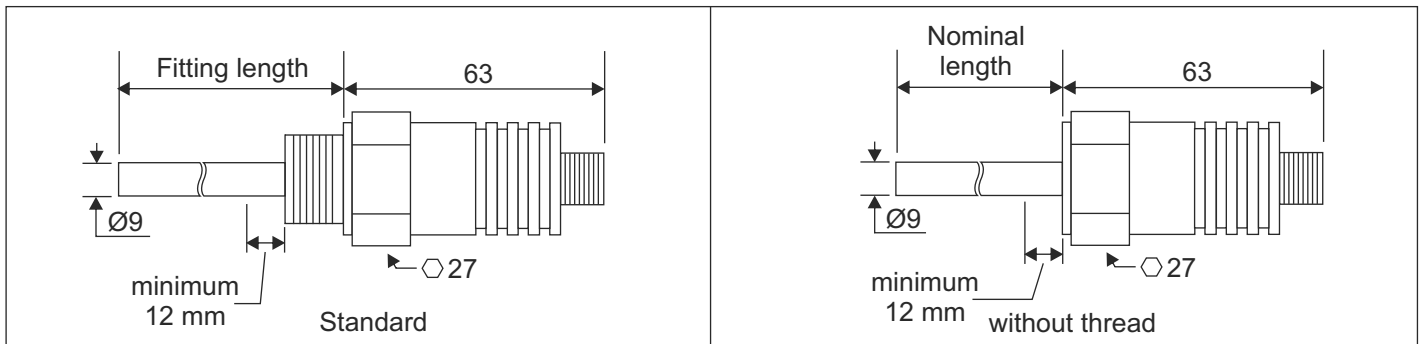 Fitting length
63
Ø9
27
minimum
12 mm
Standard
Nominal
length
63
Ø9
27
minimum
12 mm
without thread